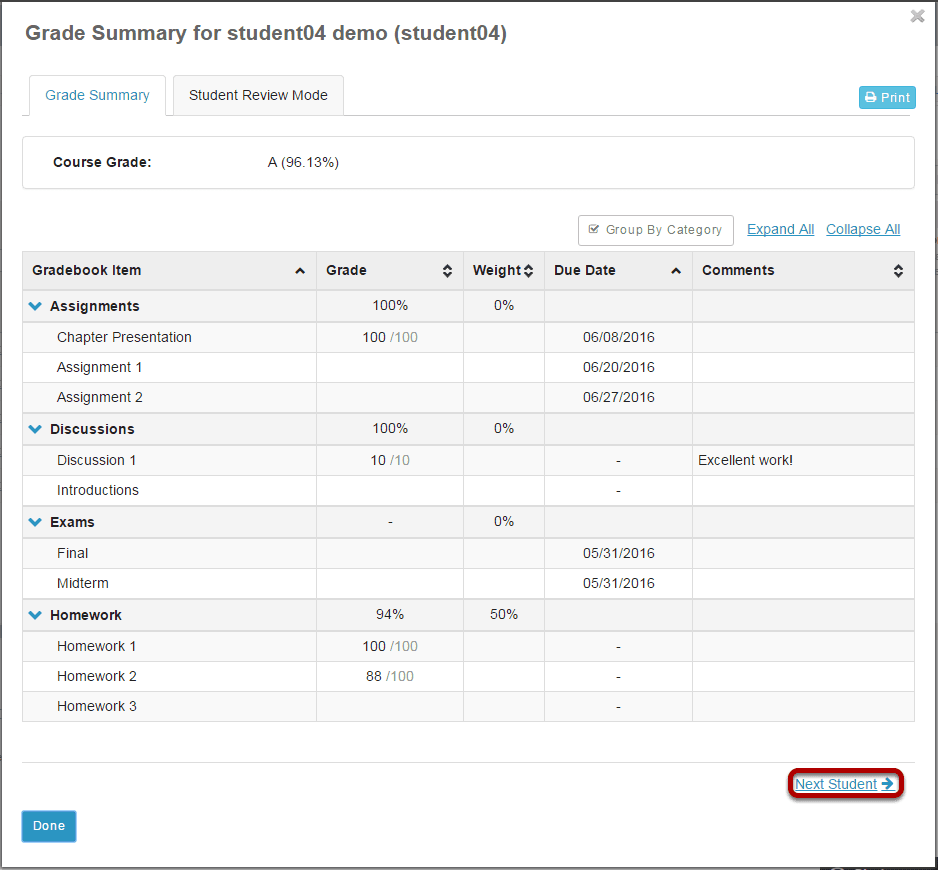 Grade Summary for student04 demo (student04)
Grade Summary Student Review Mode Print
Course Grade: A (96.13%)
Group By Category Expand All Collapse All
Gradebook Item Grade Weight Due Date Comments
Assignments 100% 0%
Chapter Presentation 100 /100 06/08/2016
Assignment 1 06/20/2016
Assignment 2 06/27/2016
Discussions 100% 0%
Discussion 1 10 /10 - Excellent work!
Introductions -
Exams - 0%
Final 05/31/2016
Midterm 05/31/2016
Homework 94% 50%
Homework 1 100 /100 -
Homework 2 88 /100 -
Homework 3 -
Next Student
Done